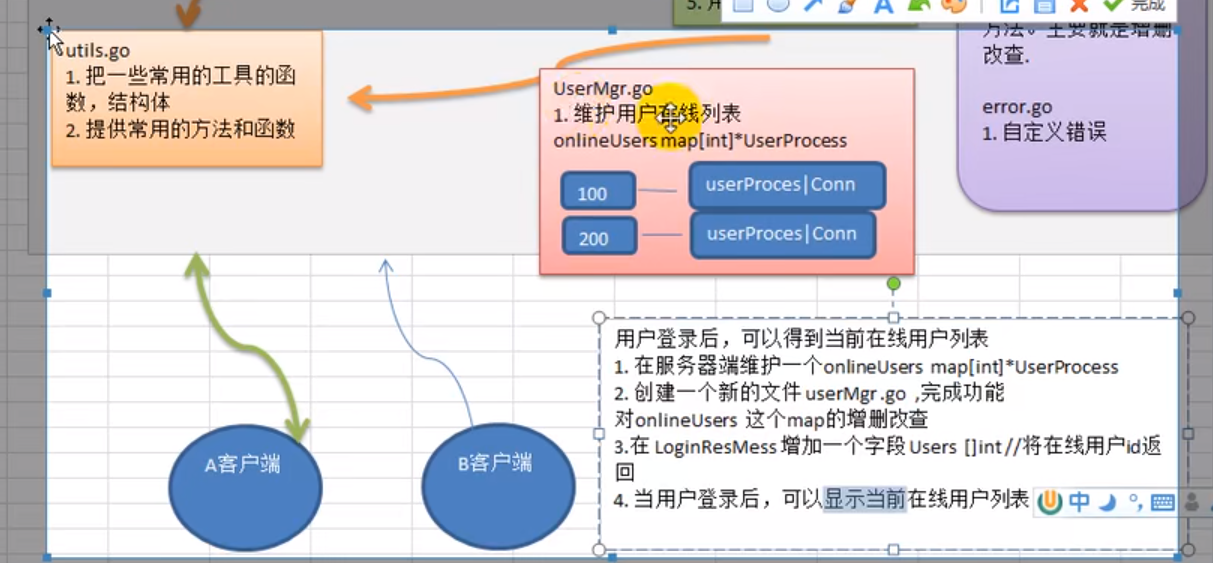 5. 用
完成
utils.go
1. 把一些常用的工具的函
数，结构体
2. 提供常用的方法和函数
UserMgr.go
1. 维护用户在线列表
onlineUsers map[int]*UserProcess
100
userProces|Conn
200
userProces|Conn
方法。主要就是增删
改查.
error.go
1. 自定义错误
A客户端
B客户端
用户登录后，可以得到当前在线用户列表
1. 在服务器端维护一个onlineUsers map[int]*UserProcess
2. 创建一个新的文件 userMgr.go ,完成功能
对onlineUsers 这个map的增删改查
3.在 LoginResMess 增加一个字段 Users []int //将在线用户id返
回
4. 当用户登录后，可以显示当前在线用户列表
中